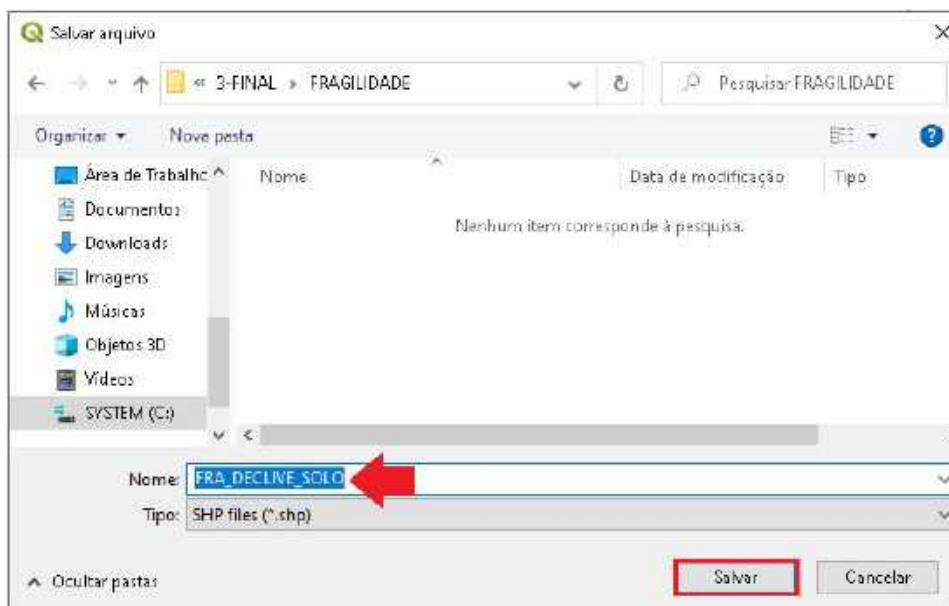 Salvar arquivo
« 3-FINAL › FRAGILIDADE
Pesquisar FRAGILIDADE
Organizar
Nova pasta
Área de Trabalho
Nome
Data de modificação
Tipo
Documentos
Nenhum item corresponde à pesquisa.
Downloads
Imagens
Músicas
Objetos 3D
Vídeos
SYSTEM (C:)
Nome: FRA_DECLIVE_SOLO
Tipo: SHP files (*.shp)
Ocultar pastas
Salvar
Cancelar